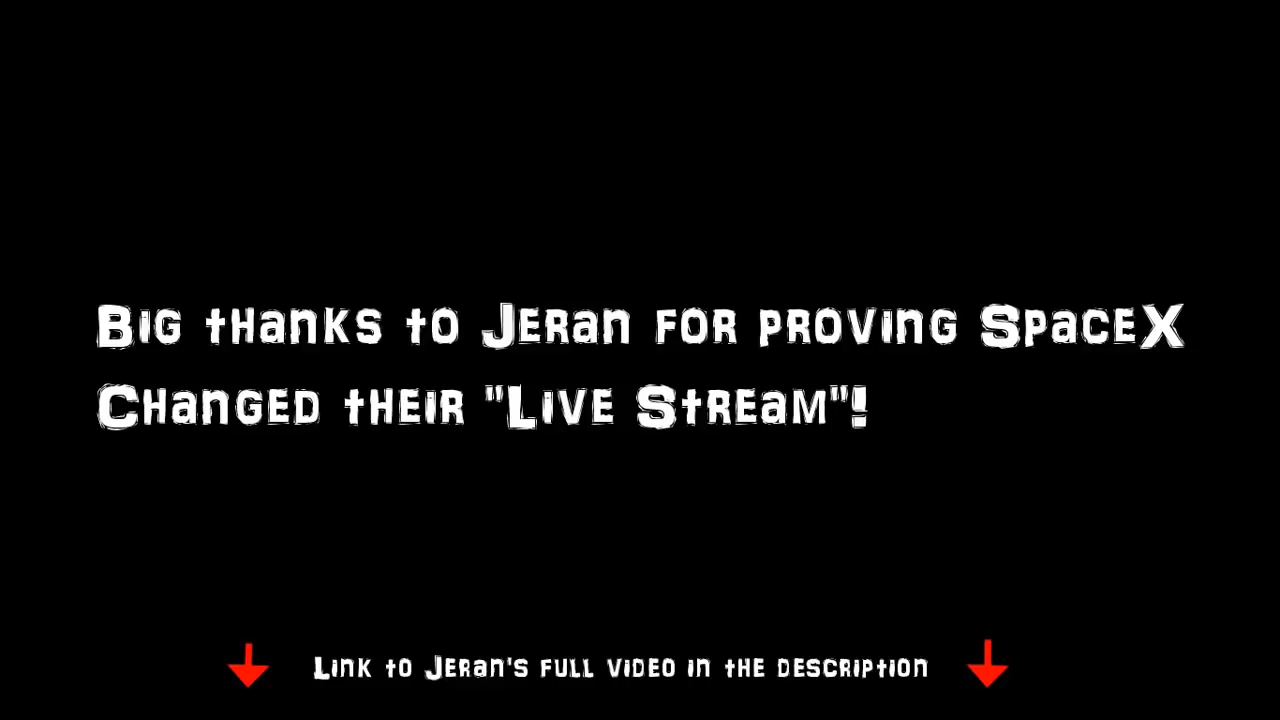 Big thanks to Jeran for proving SpaceX
Changed their "Live Stream"!
Link to Jeran's full video in the description